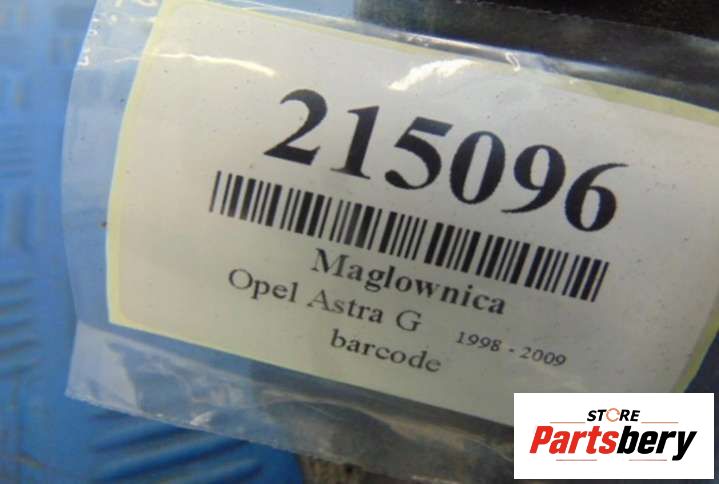 215096
Maglownica
Opel Astra G 1998 - 2009
barcode
STORE
Partsbery